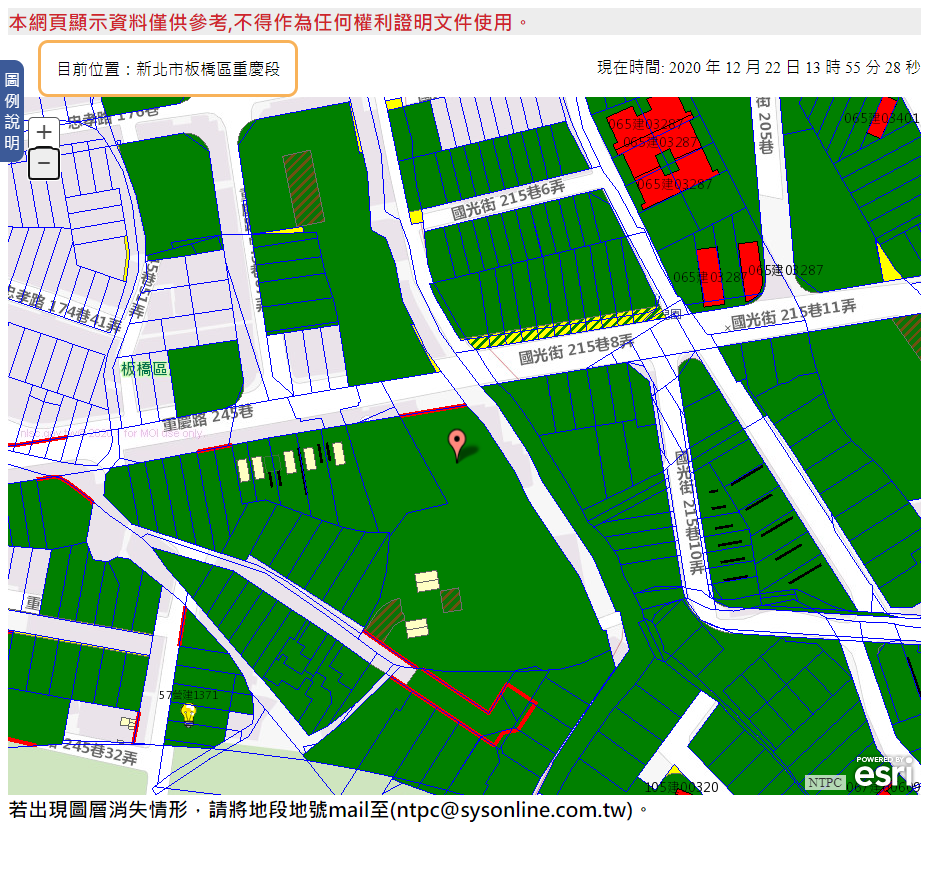 本網頁顯示資料僅供參考,不得作為任何權利證明文件使用。
目前位置：新北市板橋區重慶段
現在時間: 2020 年 12 月 22 日 13 時 55 分 28 秒
圖例說明
+
−
忠孝路 176巷
街 205巷
065建03401
065建03287
065建03287
065建03287
國光街 215巷6弄
065建03287
065建03287
忠孝路 174巷41弄
國光街 215巷11弄
國光街 215巷8弄
板橋區
重慶路 245巷
for MOI use only
國光街 215巷10弄
重
245巷32弄
105建00320
NTPC
POWERED BY
esri
若出現圖層消失情形，請將地段地號mail至(ntpc@sysonline.com.tw)。